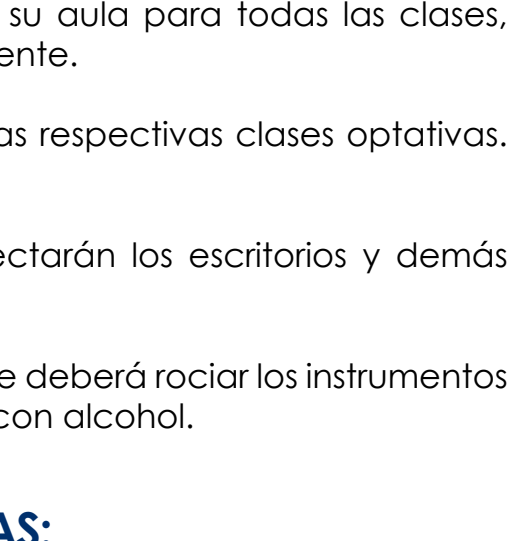 su aula para todas las clases,
ente.
as respectivas clases optativas.
ectarán los escritorios y demás
e deberá rociar los instrumentos
con alcohol.
AS: